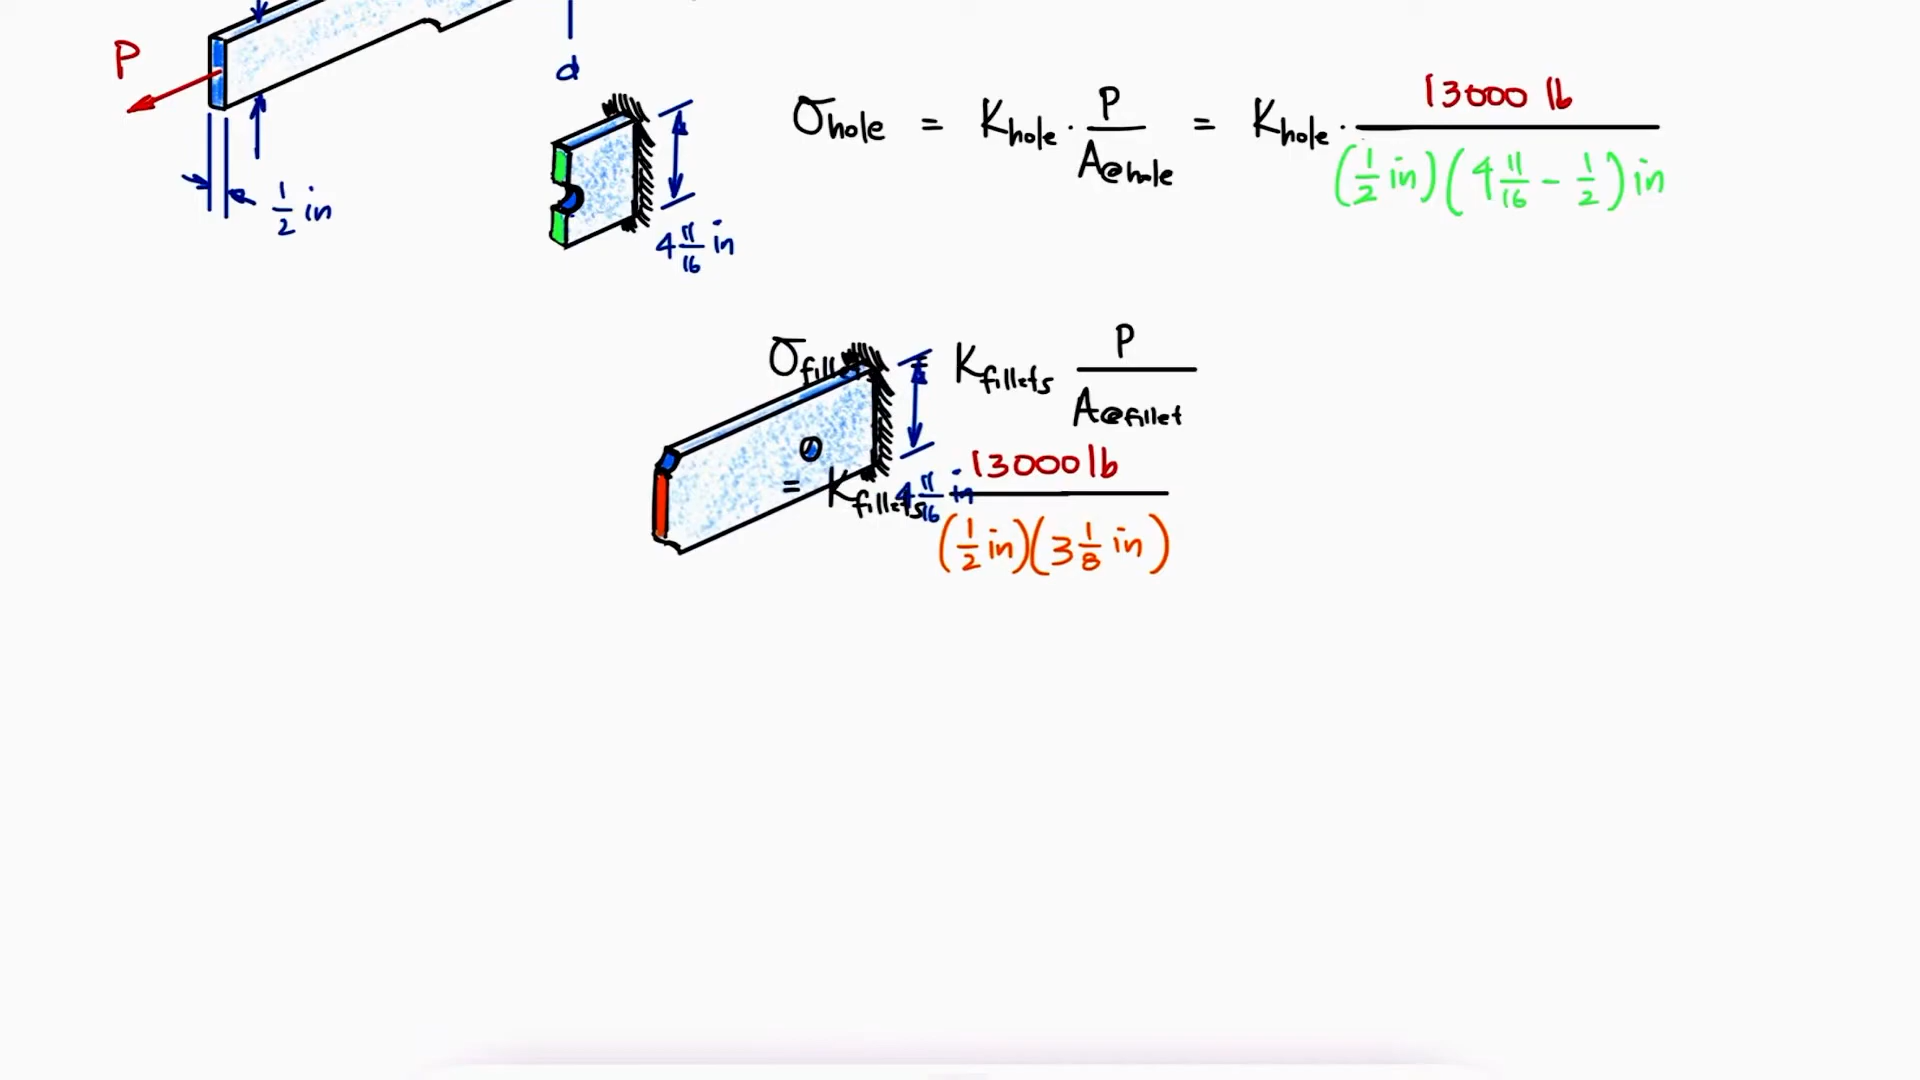 P
d
1/2 in
4 11/16 in
σhole = Khole · P/A@hole = Khole · 13000 lb/(1/2 in)(4 11/16 - 1/2) in
σfillet = Kfillets P/A@fillet
= Kfillets 13000 lb/(1/2 in)(3 1/8 in)
4 11/16 in